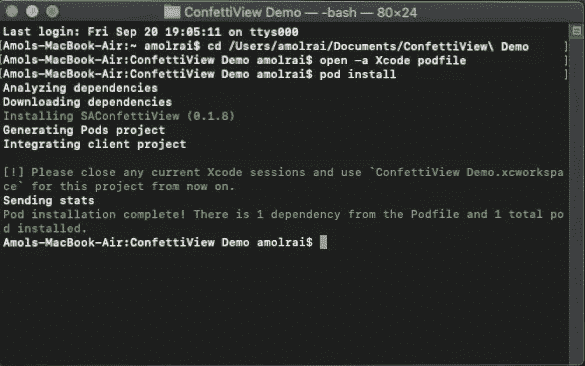 ConfettiView Demo — -bash — 80×24
Last login: Fri Sep 20 19:05:11 on ttys000
[Amols-MacBook-Air:~ amolrai$ cd /Users/amolrai/Documents/ConfettiView\ Demo ]
[Amols-MacBook-Air:ConfettiView Demo amolrai$ open -a Xcode podfile ]
[Amols-MacBook-Air:ConfettiView Demo amolrai$ pod install ]
Analyzing dependencies
Downloading dependencies
Installing SAConfettiView (0.1.8)
Generating Pods project
Integrating client project
[!] Please close any current Xcode sessions and use `ConfettiView Demo.xcworkspa
ce` for this project from now on.
Sending stats
Pod installation complete! There is 1 dependency from the Podfile and 1 total po
d installed.
Amols-MacBook-Air:ConfettiView Demo amolrai$